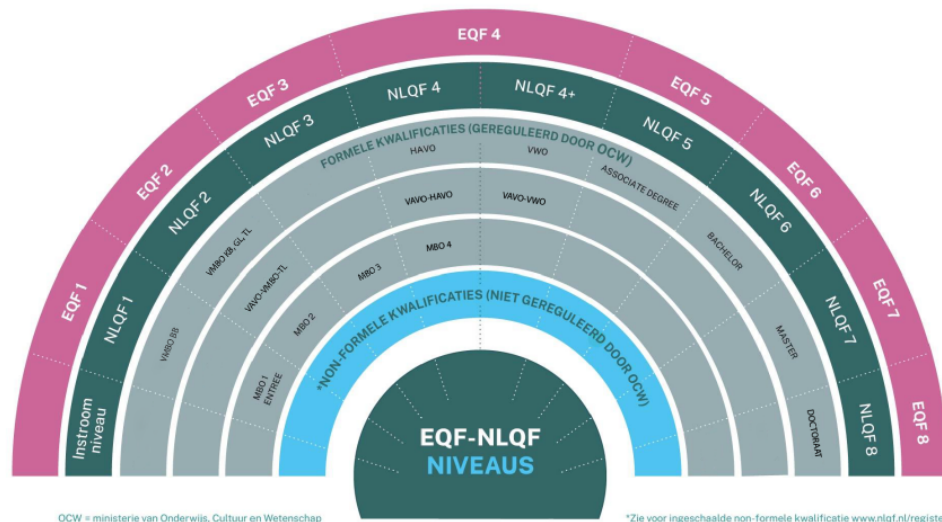 EQF 1
EQF 2
EQF 3
EQF 4
EQF 5
EQF 6
EQF 7
EQF 8
Instroom
niveau
NLQF 1
NLQF 2
NLQF 3
NLQF 4
NLQF 4+
NLQF 5
NLQF 6
NLQF 7
NLQF 8
FORMELE KWALIFICATIES (GEREGULEERD DOOR OCW)
VMBO BB
VMBO KB, GL, TL
HAVO
VWO
ASSOCIATE DEGREE
BACHELOR
MASTER
DOCTORAAT
VAVO-VMBO-TL
VAVO-HAVO
VAVO-VWO
MBO 1
ENTREE
MBO 2
MBO 3
MBO 4
*NON-FORMELE KWALIFICATIES (NIET GEREGULEERD DOOR OCW)
EQF-NLQF
NIVEAUS
OCW = ministerie van Onderwijs, Cultuur en Wetenschap
*Zie voor ingeschaalde non-formele kwalificatie www.nlqf.nl/registe